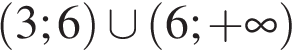 (3; 6) ∪ (6; +∞)